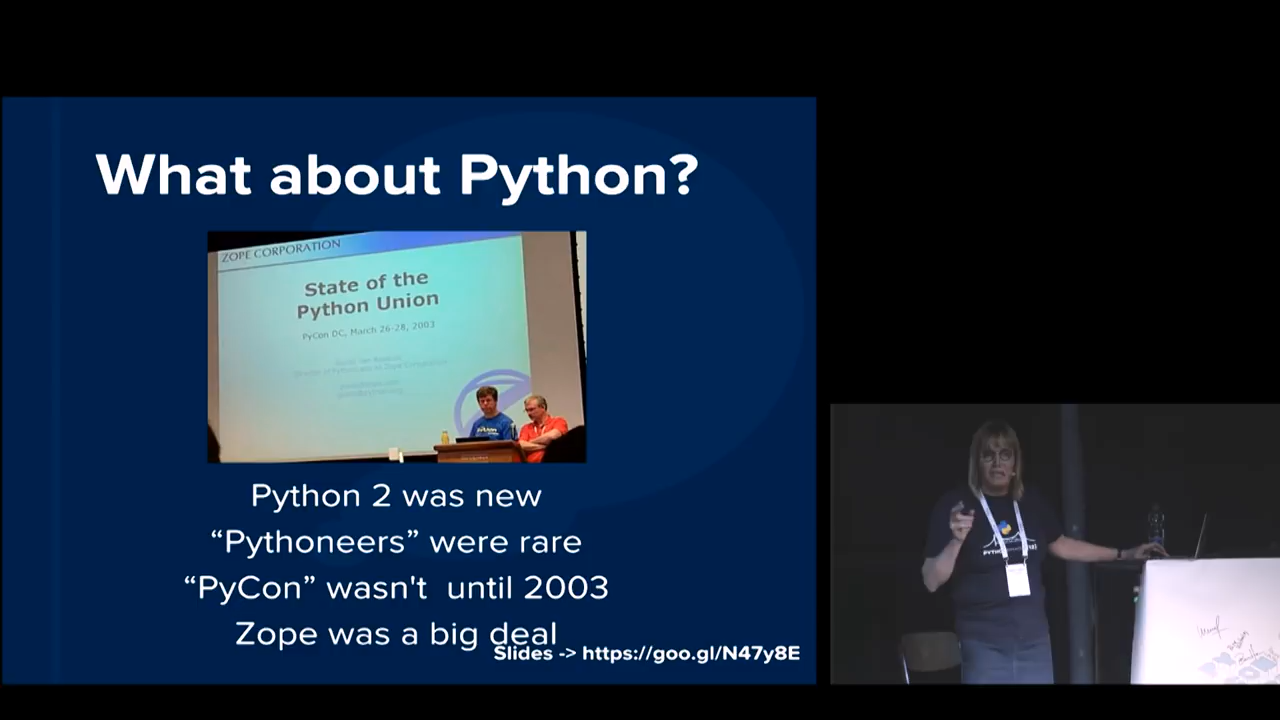 What about Python?
ZOPE CORPORATION
State of the
Python Union
PyCon DC, March 26-28, 2003
Python 2 was new
“Pythoneers” were rare
“PyCon” wasn't until 2003
Zope was a big deal
Slides -> https://goo.gl/N47y8E